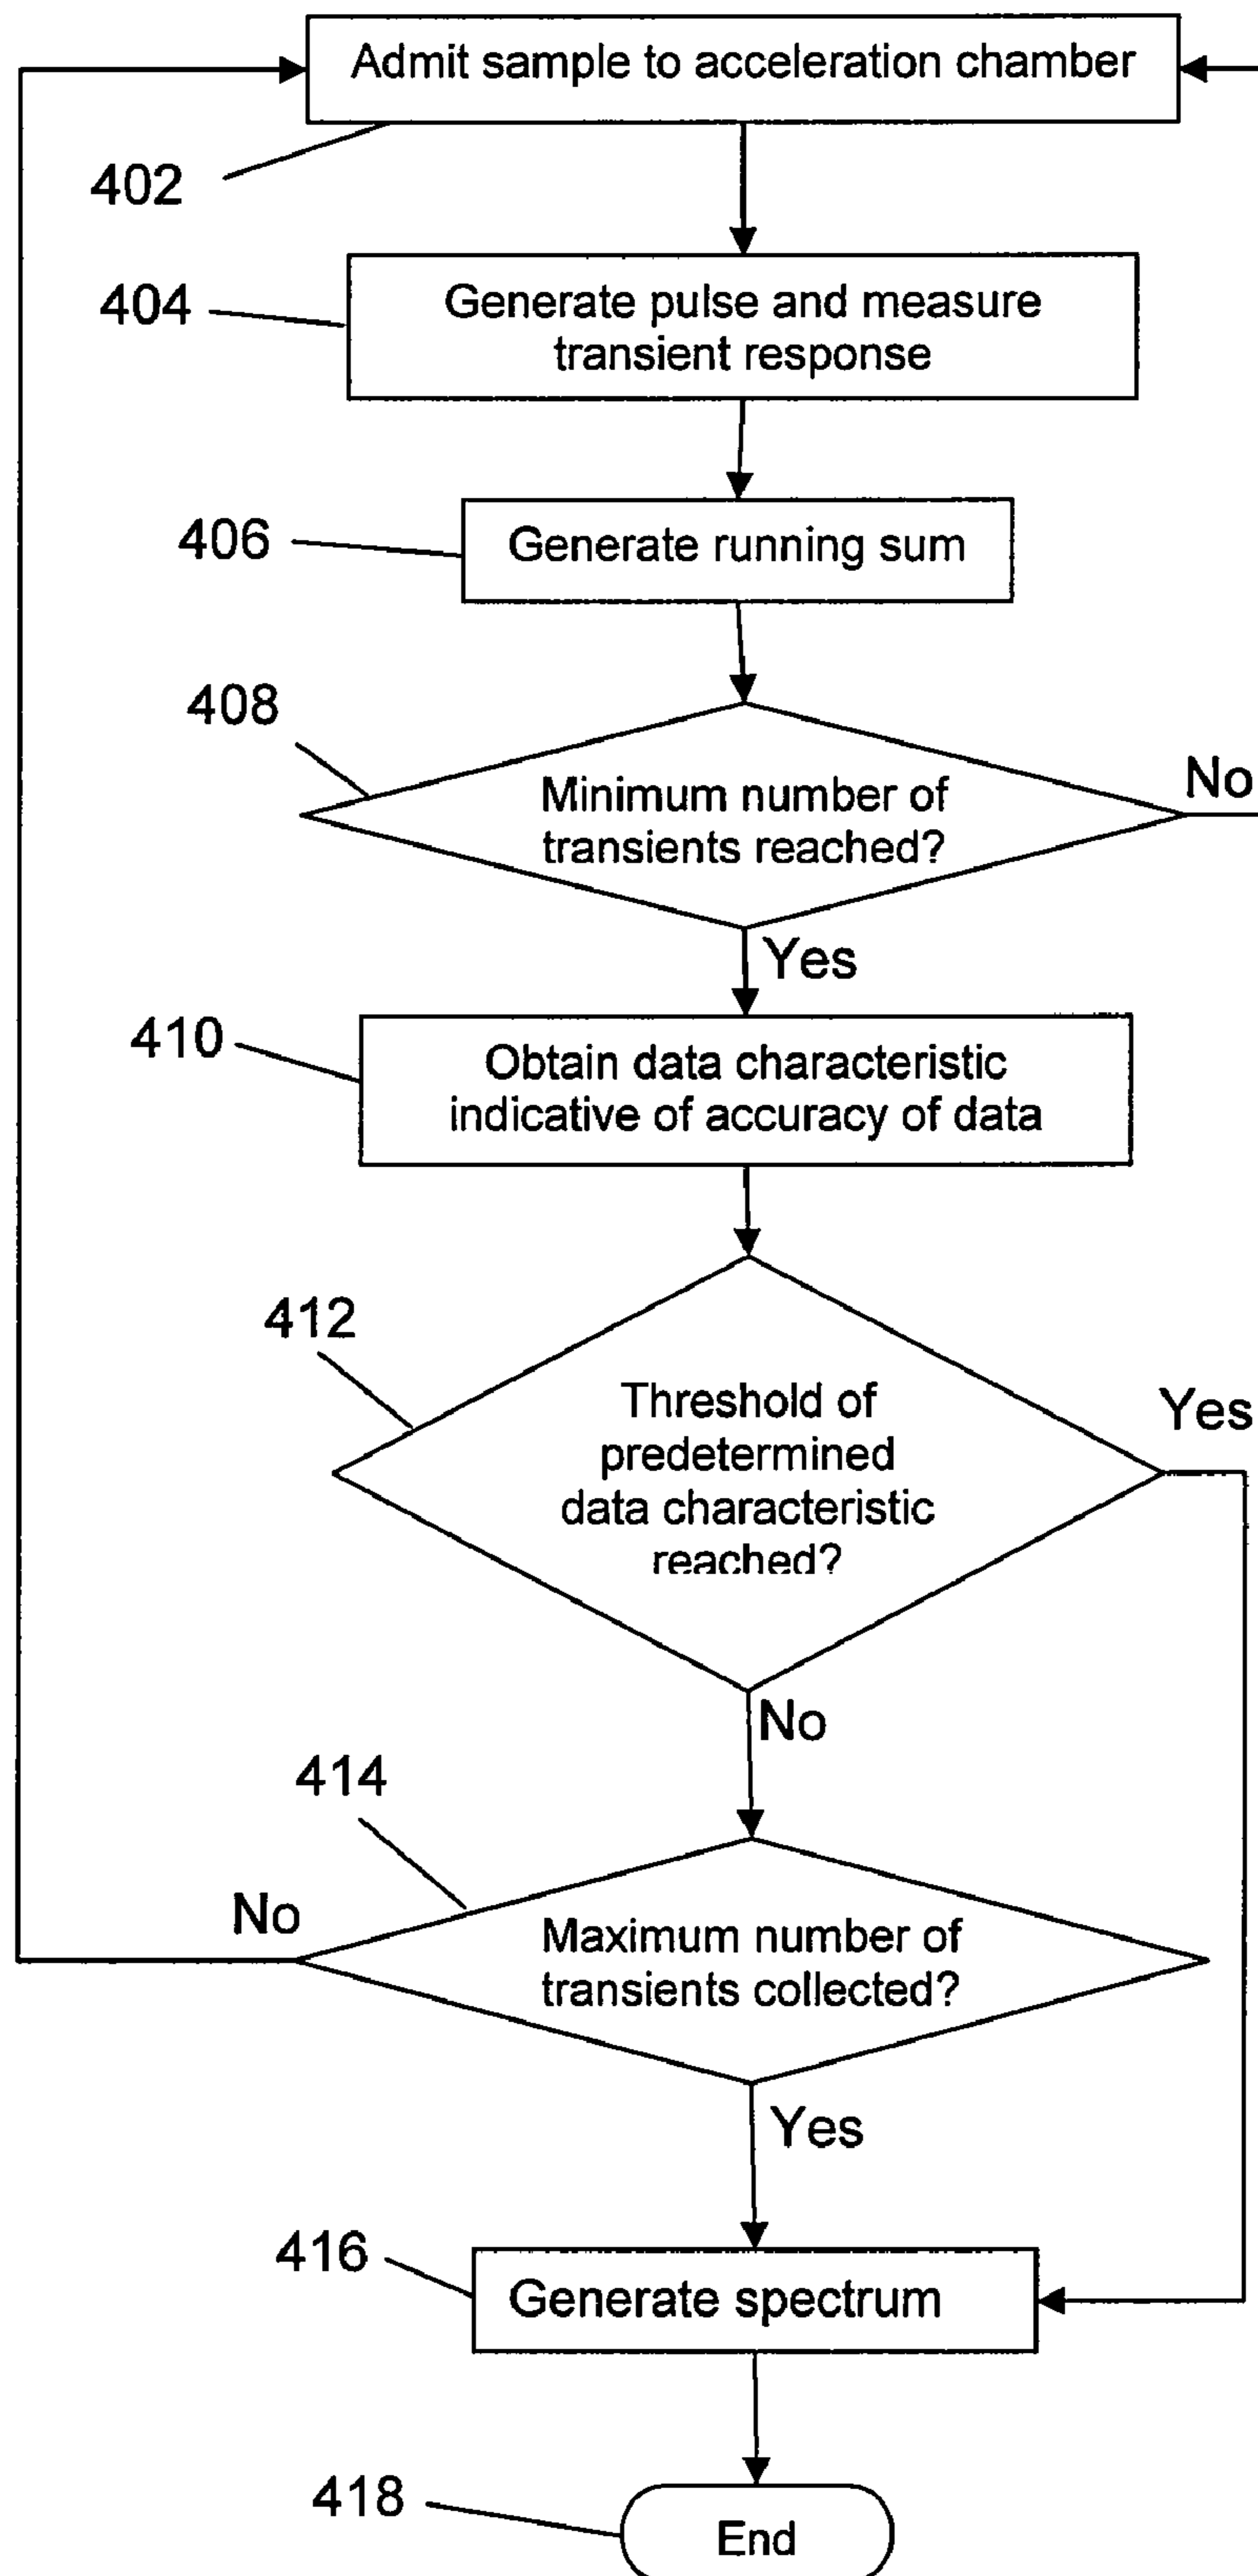 Admit sample to acceleration chamber
402
404
Generate pulse and measure
transient response
406
Generate running sum
408
Minimum number of
transients reached?
No
Yes
410
Obtain data characteristic
indicative of accuracy of data
412
Threshold of
predetermined
data characteristic
reached?
Yes
No
414
No
Maximum number of
transients collected?
Yes
416
Generate spectrum
418
End